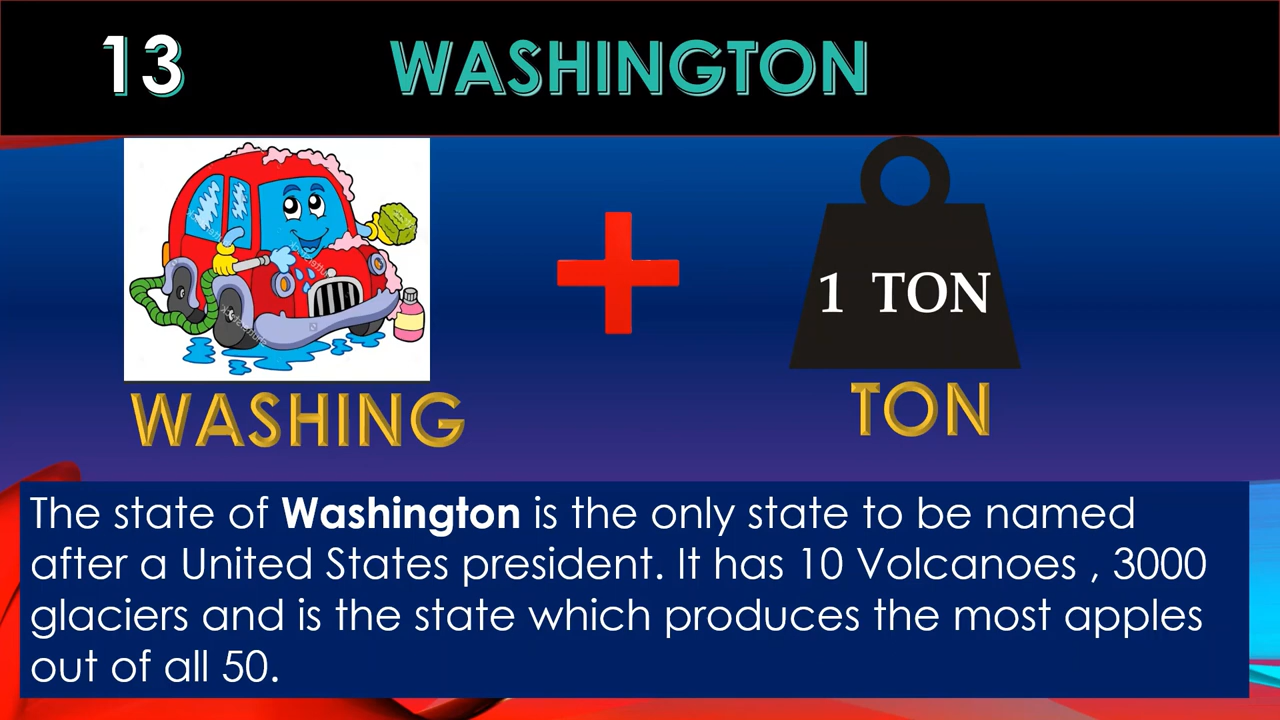 13 WASHINGTON
1 TON
WASHING
TON
The state of Washington is the only state to be named
after a United States president. It has 10 Volcanoes , 3000
glaciers and is the state which produces the most apples
out of all 50.